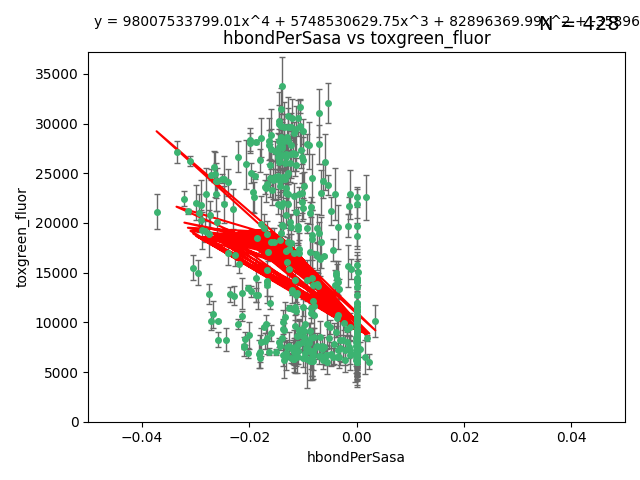 y = 98007533799.01x^4 + 5748530629.75x^3 + 82896369.99x^2 +
N = 428
hbondPerSasa vs toxgreen_fluor
35000
30000
25000
20000
15000
10000
5000
0
toxgreen_fluor
−0.04
−0.02
0.00
0.02
0.04
hbondPerSasa